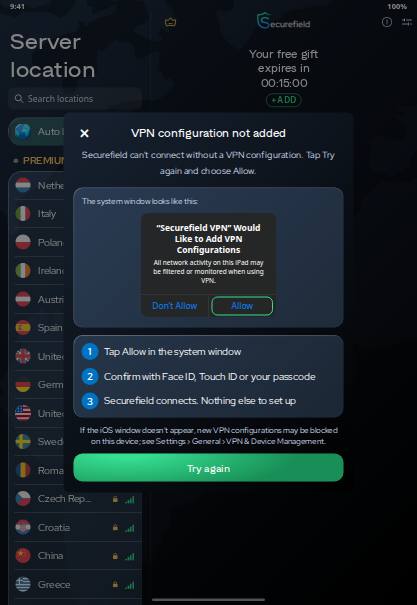 9:41
100%
Server
location
Securefield
Your free gift
expires in
00:15:00
+ADD
Search locations
Auto
PREMIUM
VPN configuration not added
Securefield can't connect without a VPN configuration. Tap Try
again and choose Allow.
The system window looks like this:
"Securefield VPN" Would
Like to Add VPN
Configurations
All network activity on this iPad may
be filtered or monitored when using
VPN.
Don't Allow
Allow
1 Tap Allow in the system window
2 Confirm with Face ID, Touch ID or your passcode
3 Securefield connects. Nothing else to set up
If the iOS window doesn't appear, new VPN configurations may be blocked
on this device; see Settings › General › VPN & Device Management.
Try again
Nethe
Italy
Polan
Irelan
Austri
Spain
Unite
Germ
Unite
Swed
Roma
Czech Rep...
Croatia
China
Greece